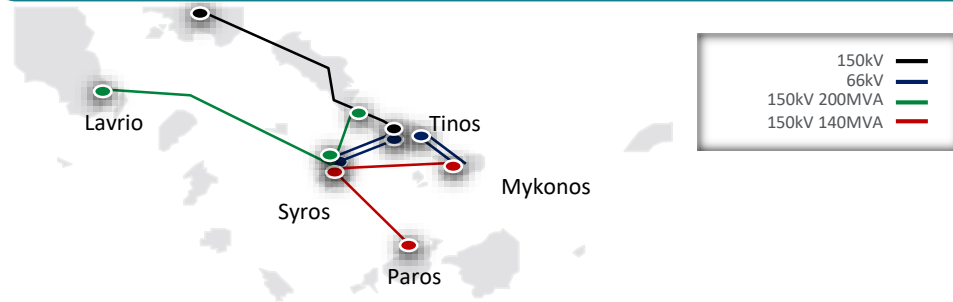 150kV
66kV
150kV 200MVA
150kV 140MVA
Lavrio
Tinos
Mykonos
Syros
Paros